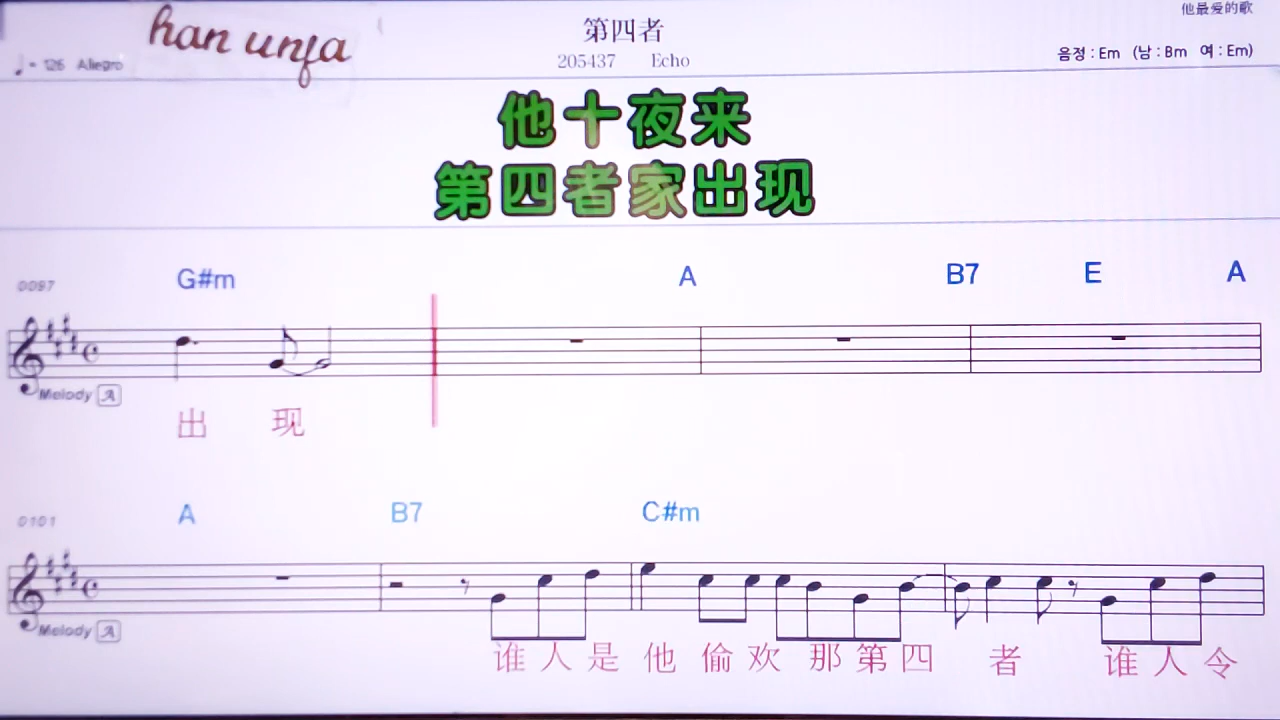 他最爱的歌
han unfa
第四者
♩= 126 Allegro
205437 Echo
음정 : Em (남 : Bm 여 : Em)
他十夜来
第四者家出现
0097 G#m A B7 E A
Melody A
出 现
0101 A B7 C#m
Melody A
谁 人 是 他 偷 欢 那 第 四 者 谁 人 令